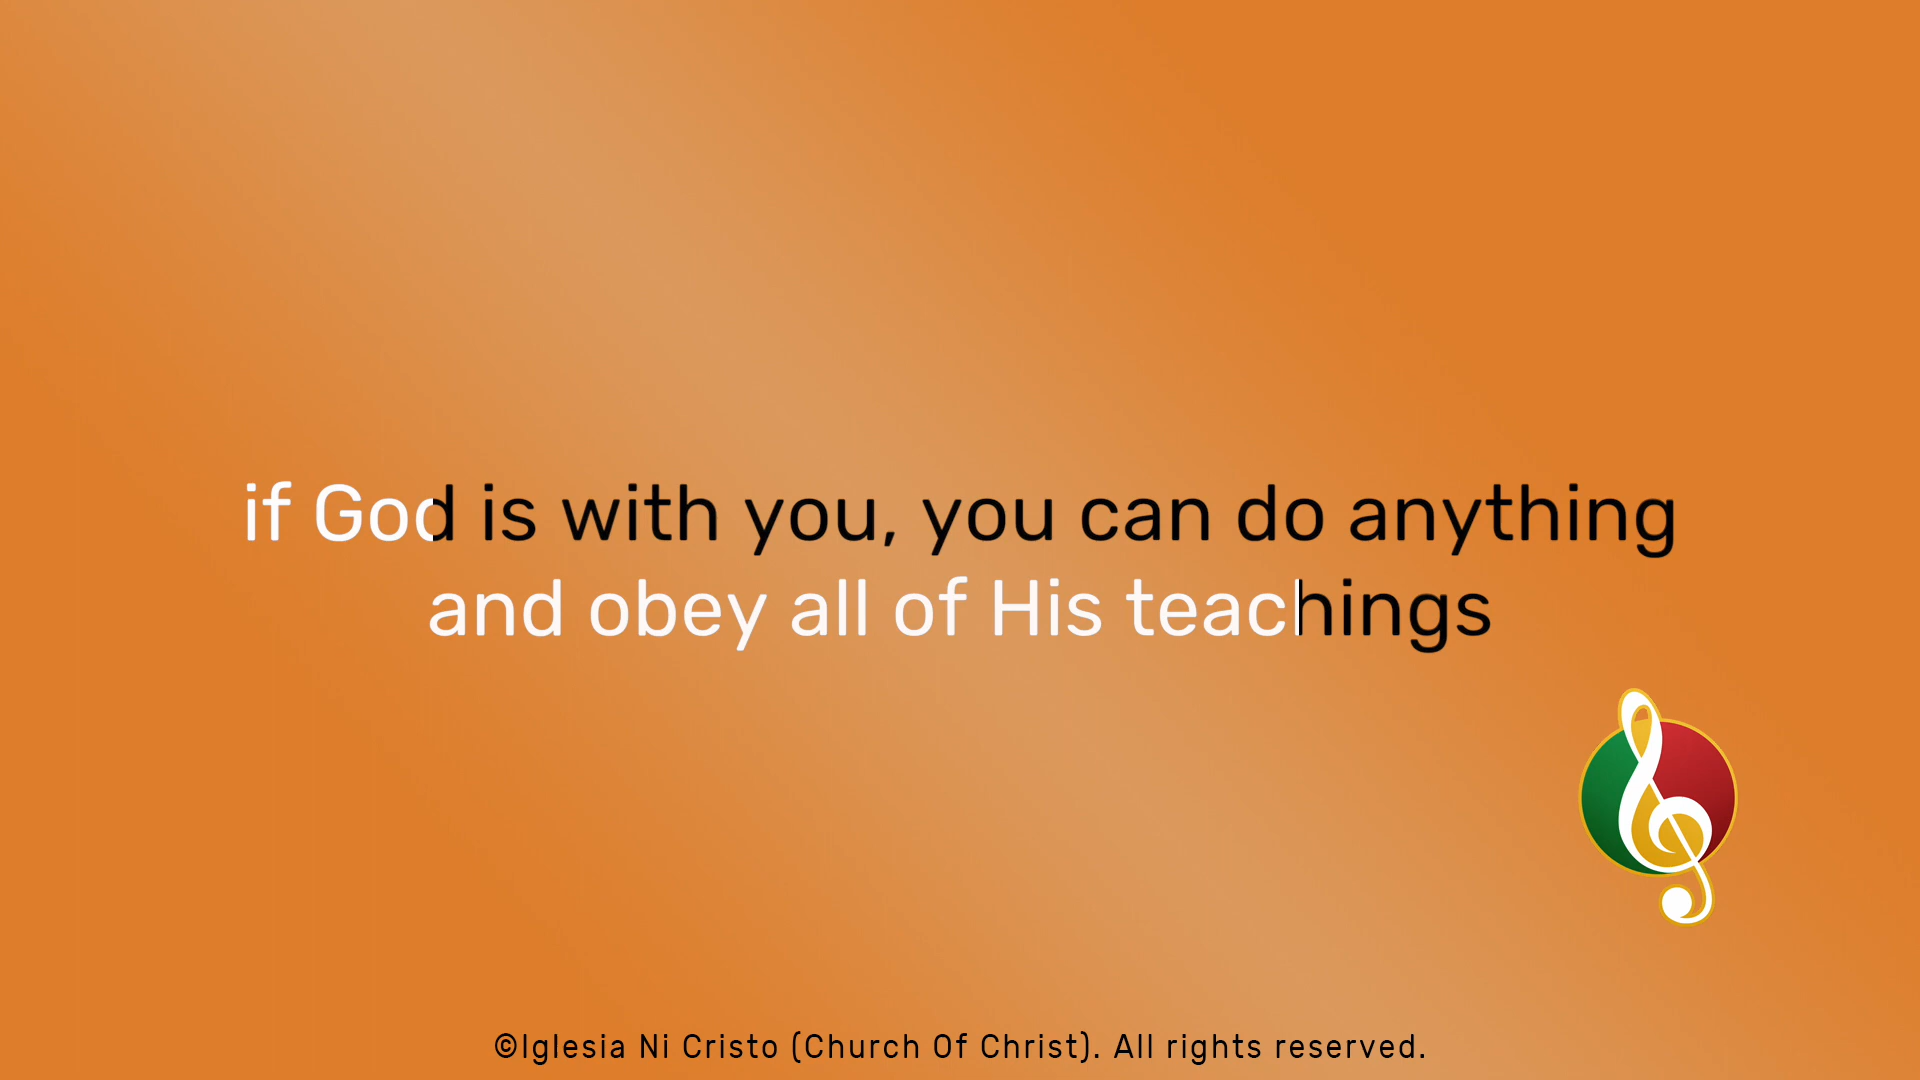 if God is with you, you can do anything
and obey all of His teachings
©Iglesia Ni Cristo (Church Of Christ). All rights reserved.